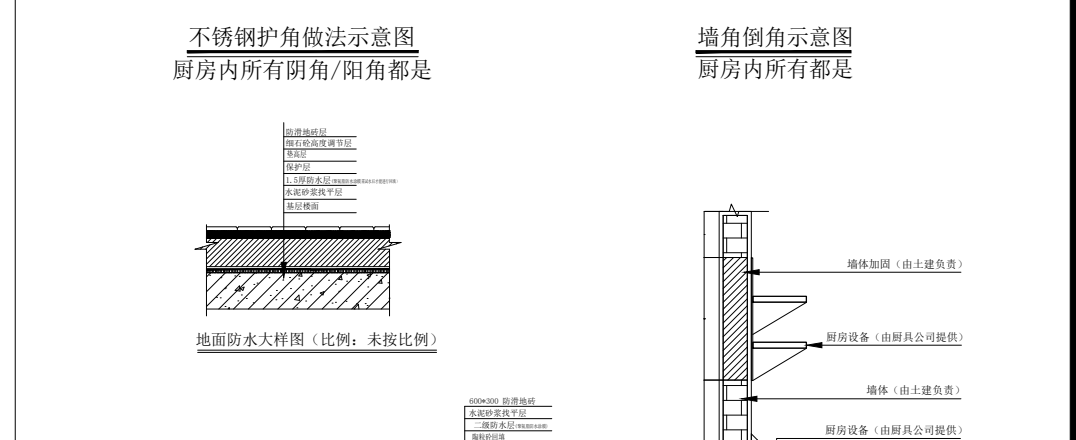 不锈钢护角做法示意图
厨房内所有阴角/阳角都是
墙角倒角示意图
厨房内所有都是
防滑地砖层
细石砼高度调节层
垫高层
保护层
1.5厚防水层
水泥砂浆找平层
基层楼面
地面防水大样图（比例：未按比例）
墙体加固（由土建负责）
厨房设备（由厨具公司提供）
墙体（由土建负责）
厨房设备（由厨具公司提供）
600*300 防滑地砖
水泥砂浆找平层
二级防水层
陶粒砼回填